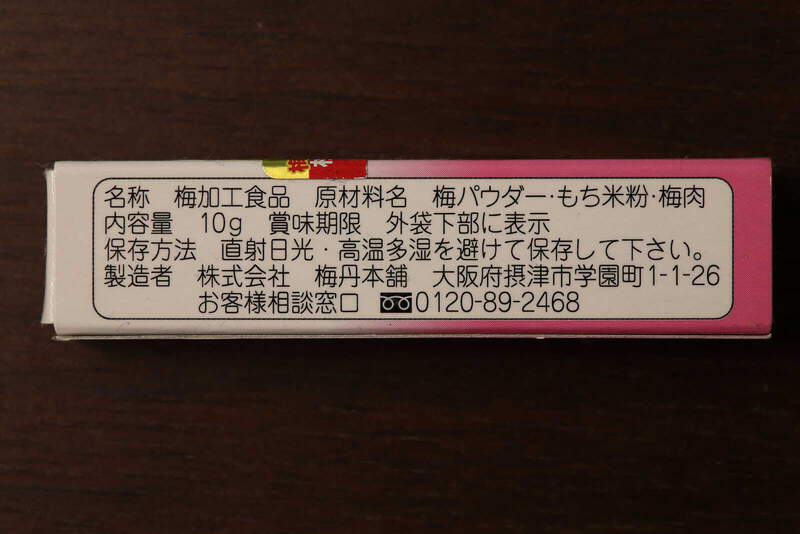 名称 梅加工食品 原材料名 梅パウダー・もち米粉・梅肉
内容量 10g 賞味期限 外袋下部に表示
保存方法 直射日光・高温多湿を避けて保存して下さい。
製造者 株式会社 梅丹本舗 大阪府摂津市学園町1-1-26
お客様相談窓口 0120-89-2468